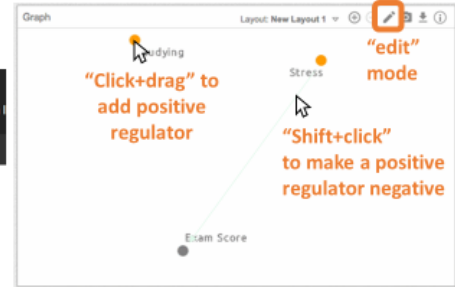 Graph
Layout: New Layout 1
Studying
Stress
"edit"
mode
"Click+drag" to
add positive
regulator
"Shift+click"
to make a positive
regulator negative
Exam Score